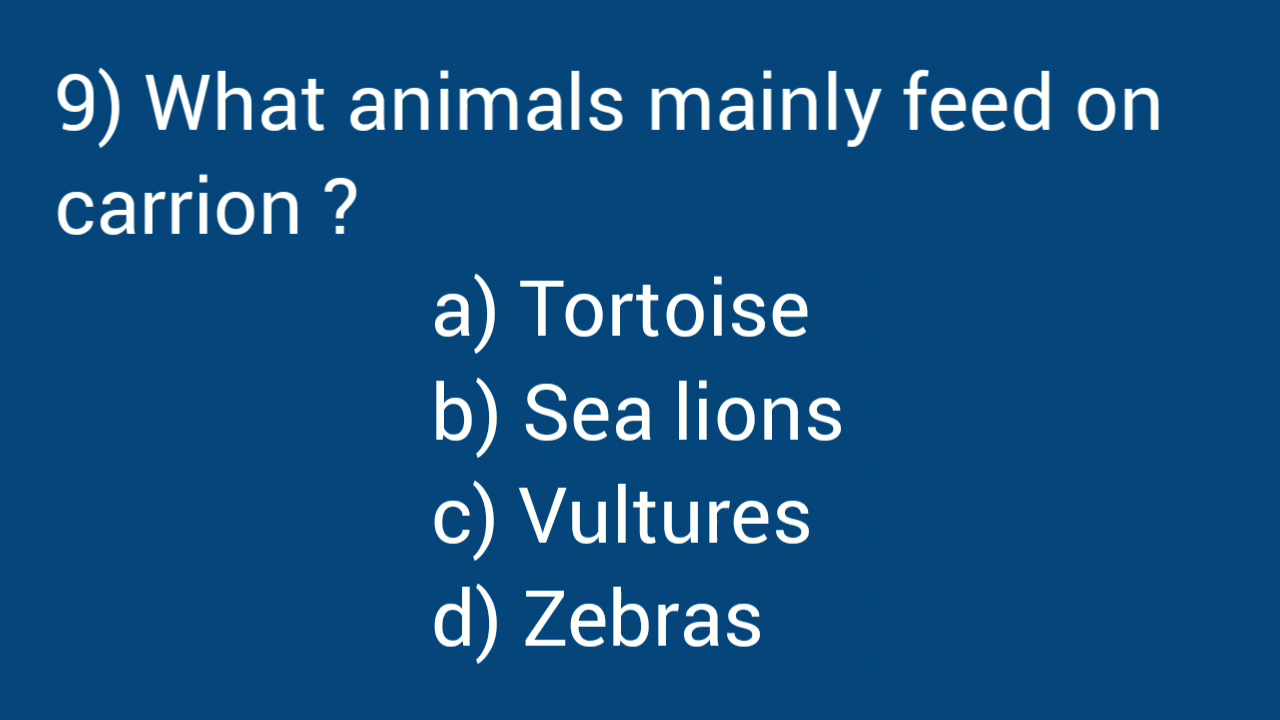 9) What animals mainly feed on
carrion ?
a) Tortoise
b) Sea lions
c) Vultures
d) Zebras